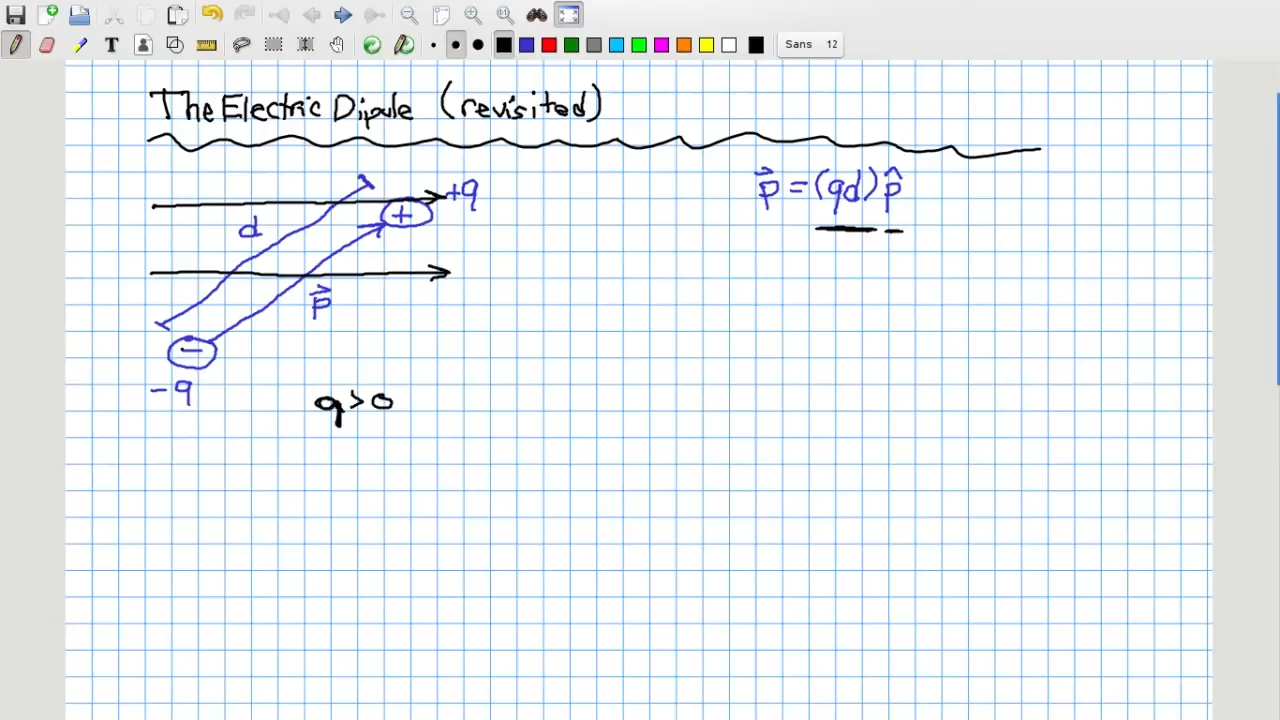 Sans 12
The Electric Dipole (revisited)
+q
p⃗ = (qd) p̂
d
+
p⃗
−
−q
q > 0